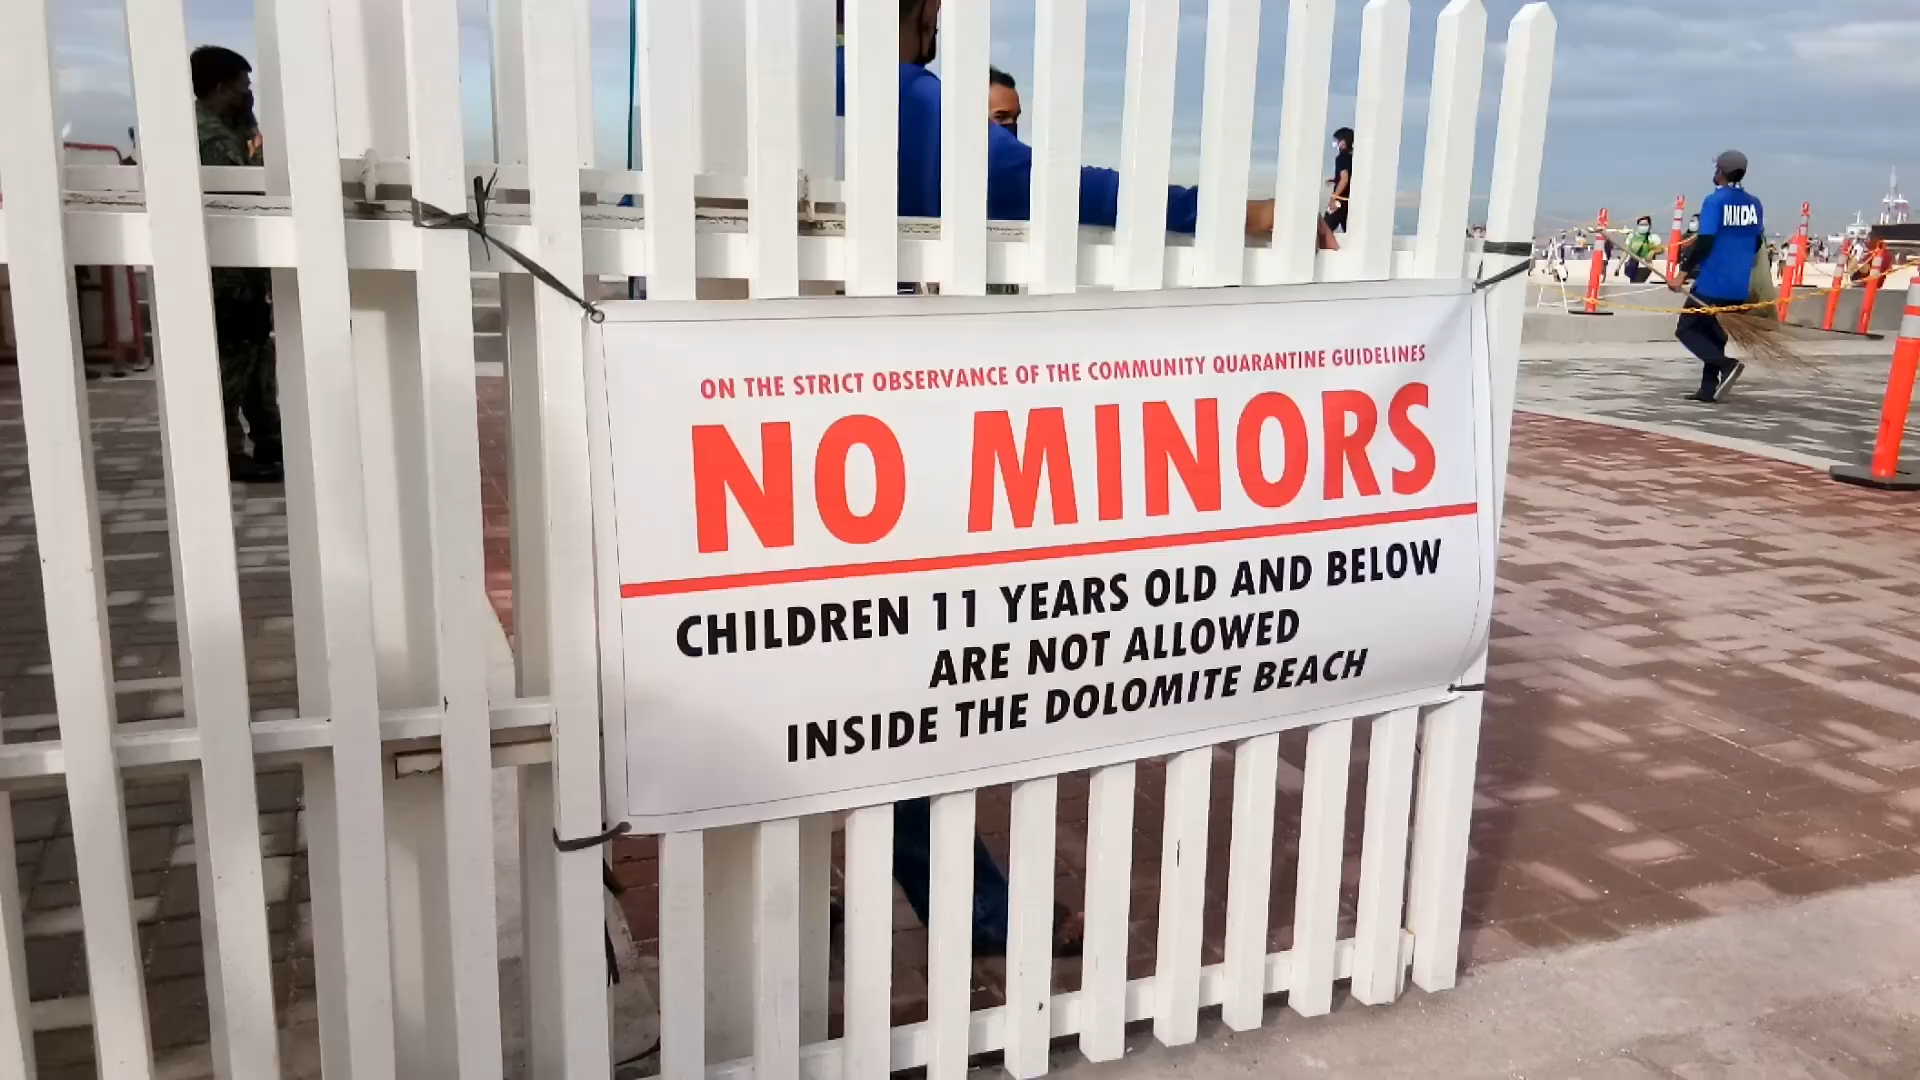 ON THE STRICT OBSERVANCE OF THE COMMUNITY QUARANTINE GUIDELINES
NO MINORS
CHILDREN 11 YEARS OLD AND BELOW
ARE NOT ALLOWED
INSIDE THE DOLOMITE BEACH
MMDA